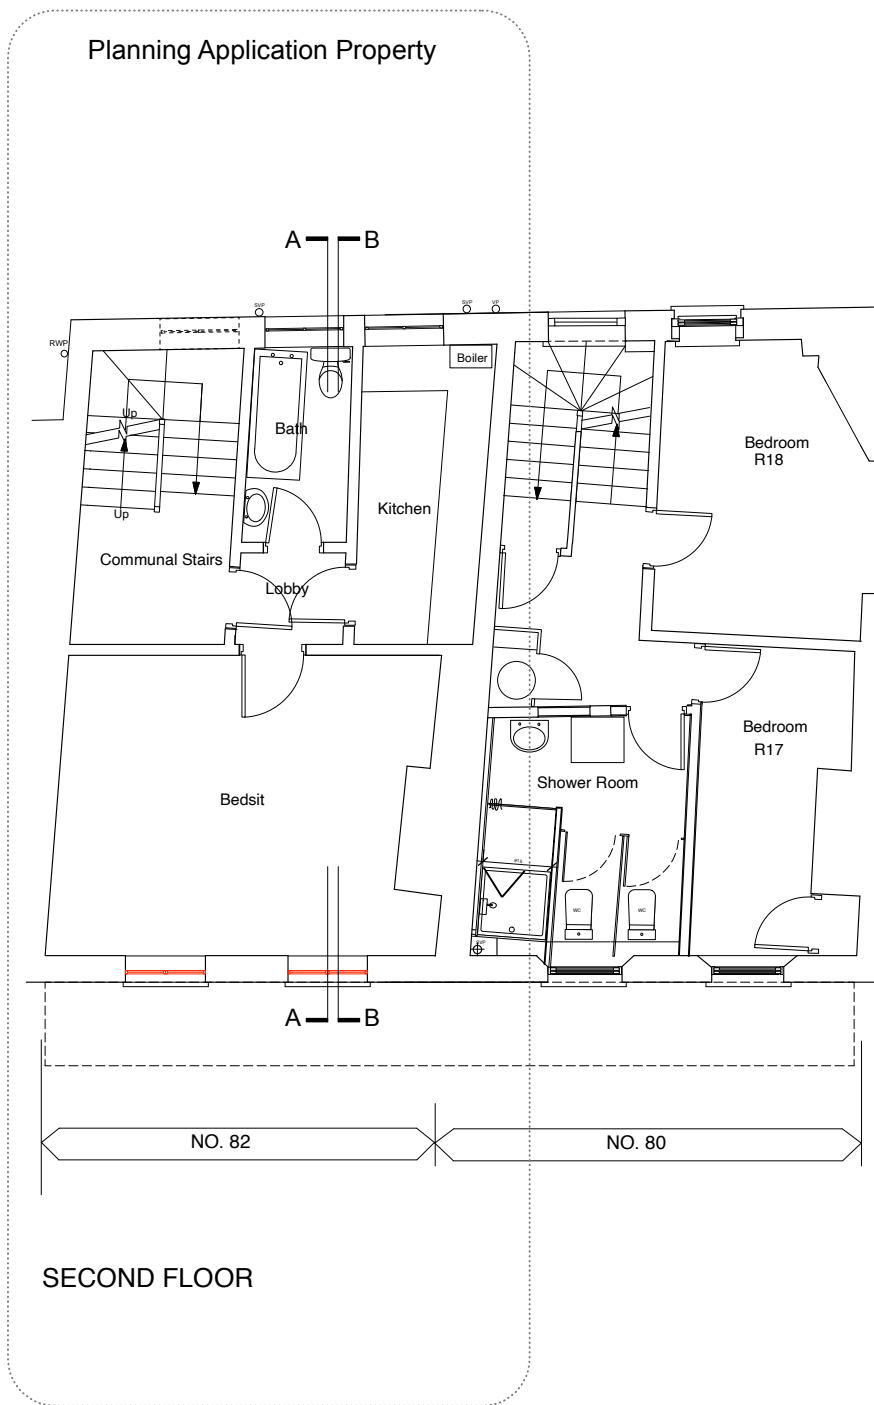 Planning Application Property
A B
SVP
SVP
VP
RWP
Boiler
Up
Bath
Bedroom
R18
Kitchen
Up
Communal Stairs
Lobby
Bedroom
R17
Shower Room
Bedsit
WC
WC
SVP
A B
NO. 82
NO. 80
SECOND FLOOR